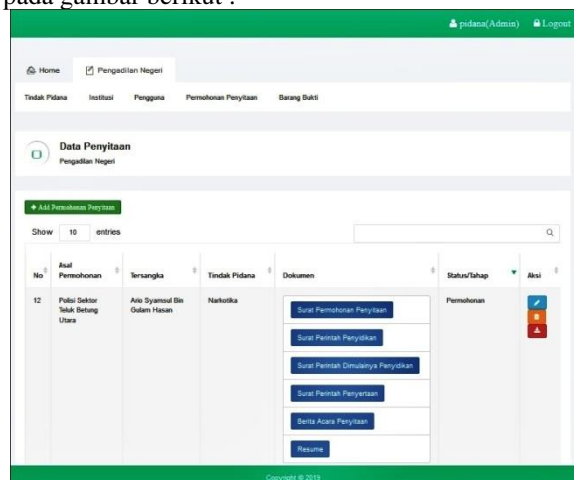 pada gambar berikut :
pidana(Admin) Logout
Home Pengadilan Negeri
Tindak Pidana Institusi Pengguna Permohonan Penyitaan Barang Bukti
Data Penyitaan
Pengadilan Negeri
+ Add Permohonan Penyitaan
Show 10 entries
No Asal Permohonan Tersangka Tindak Pidana Dokumen Status/Tahap Aksi
12 Polisi Sektor Ario Syamsul Bin Narkotika Surat Permohonan Penyitaan Permohonan
Teluk Betung Gulam Hasan
Utara
Surat Perintah Penyidikan
Surat Perintah Dimulainya Penyidikan
Surat Perintah Penyertaan
Berita Acara Penyitaan
Resume
Copyright © 2019